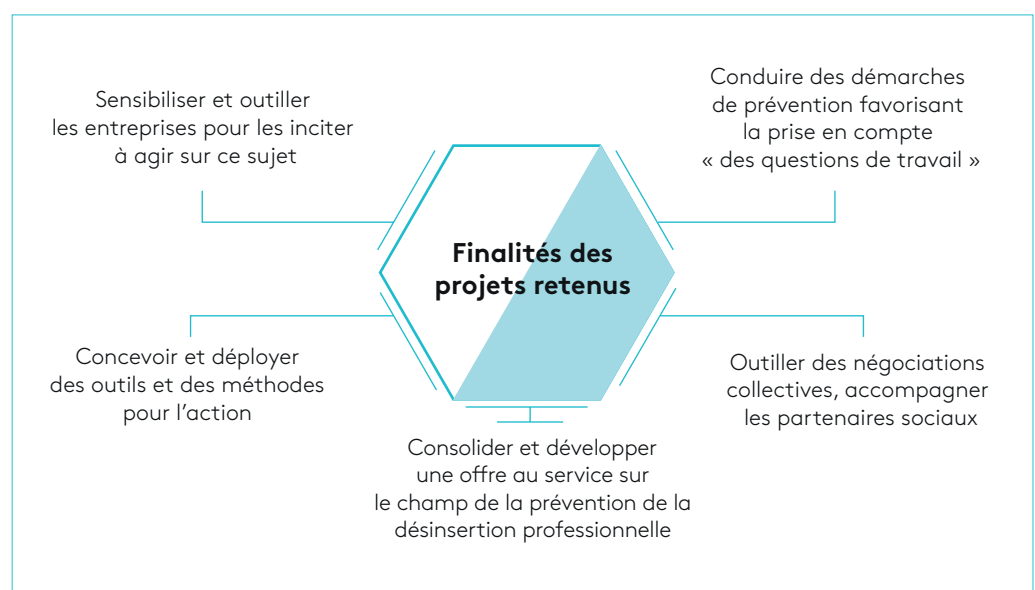 Sensibiliser et outiller
les entreprises pour les inciter
à agir sur ce sujet
Conduire des démarches
de prévention favorisant
la prise en compte
« des questions de travail »
Finalités des
projets retenus
Concevoir et déployer
des outils et des méthodes
pour l’action
Outiller des négociations
collectives, accompagner
les partenaires sociaux
Consolider et développer
une offre au service sur
le champ de la prévention de la
désinsertion professionnelle